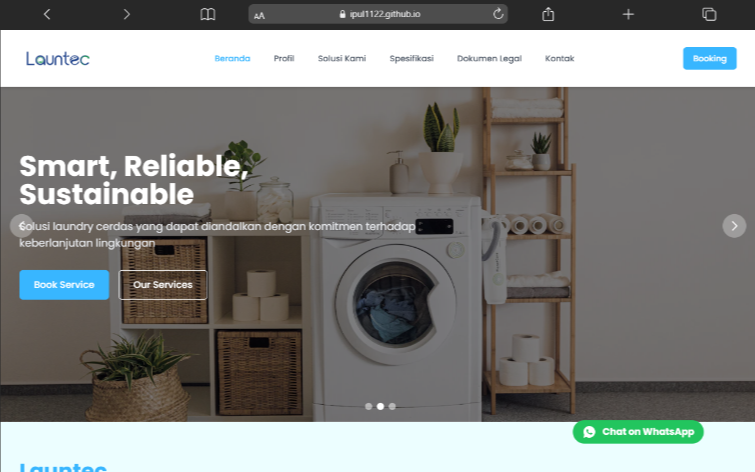 ᴀA ipul1122.github.io
Launtec
Beranda Profil Solusi Kami Spesifikasi Dokumen Legal Kontak Booking
Smart, Reliable,
Sustainable
Solusi laundry cerdas yang dapat diandalkan dengan komitmen terhadap
keberlanjutan lingkungan
Book Service Our Services
Chat on WhatsApp
Launtec